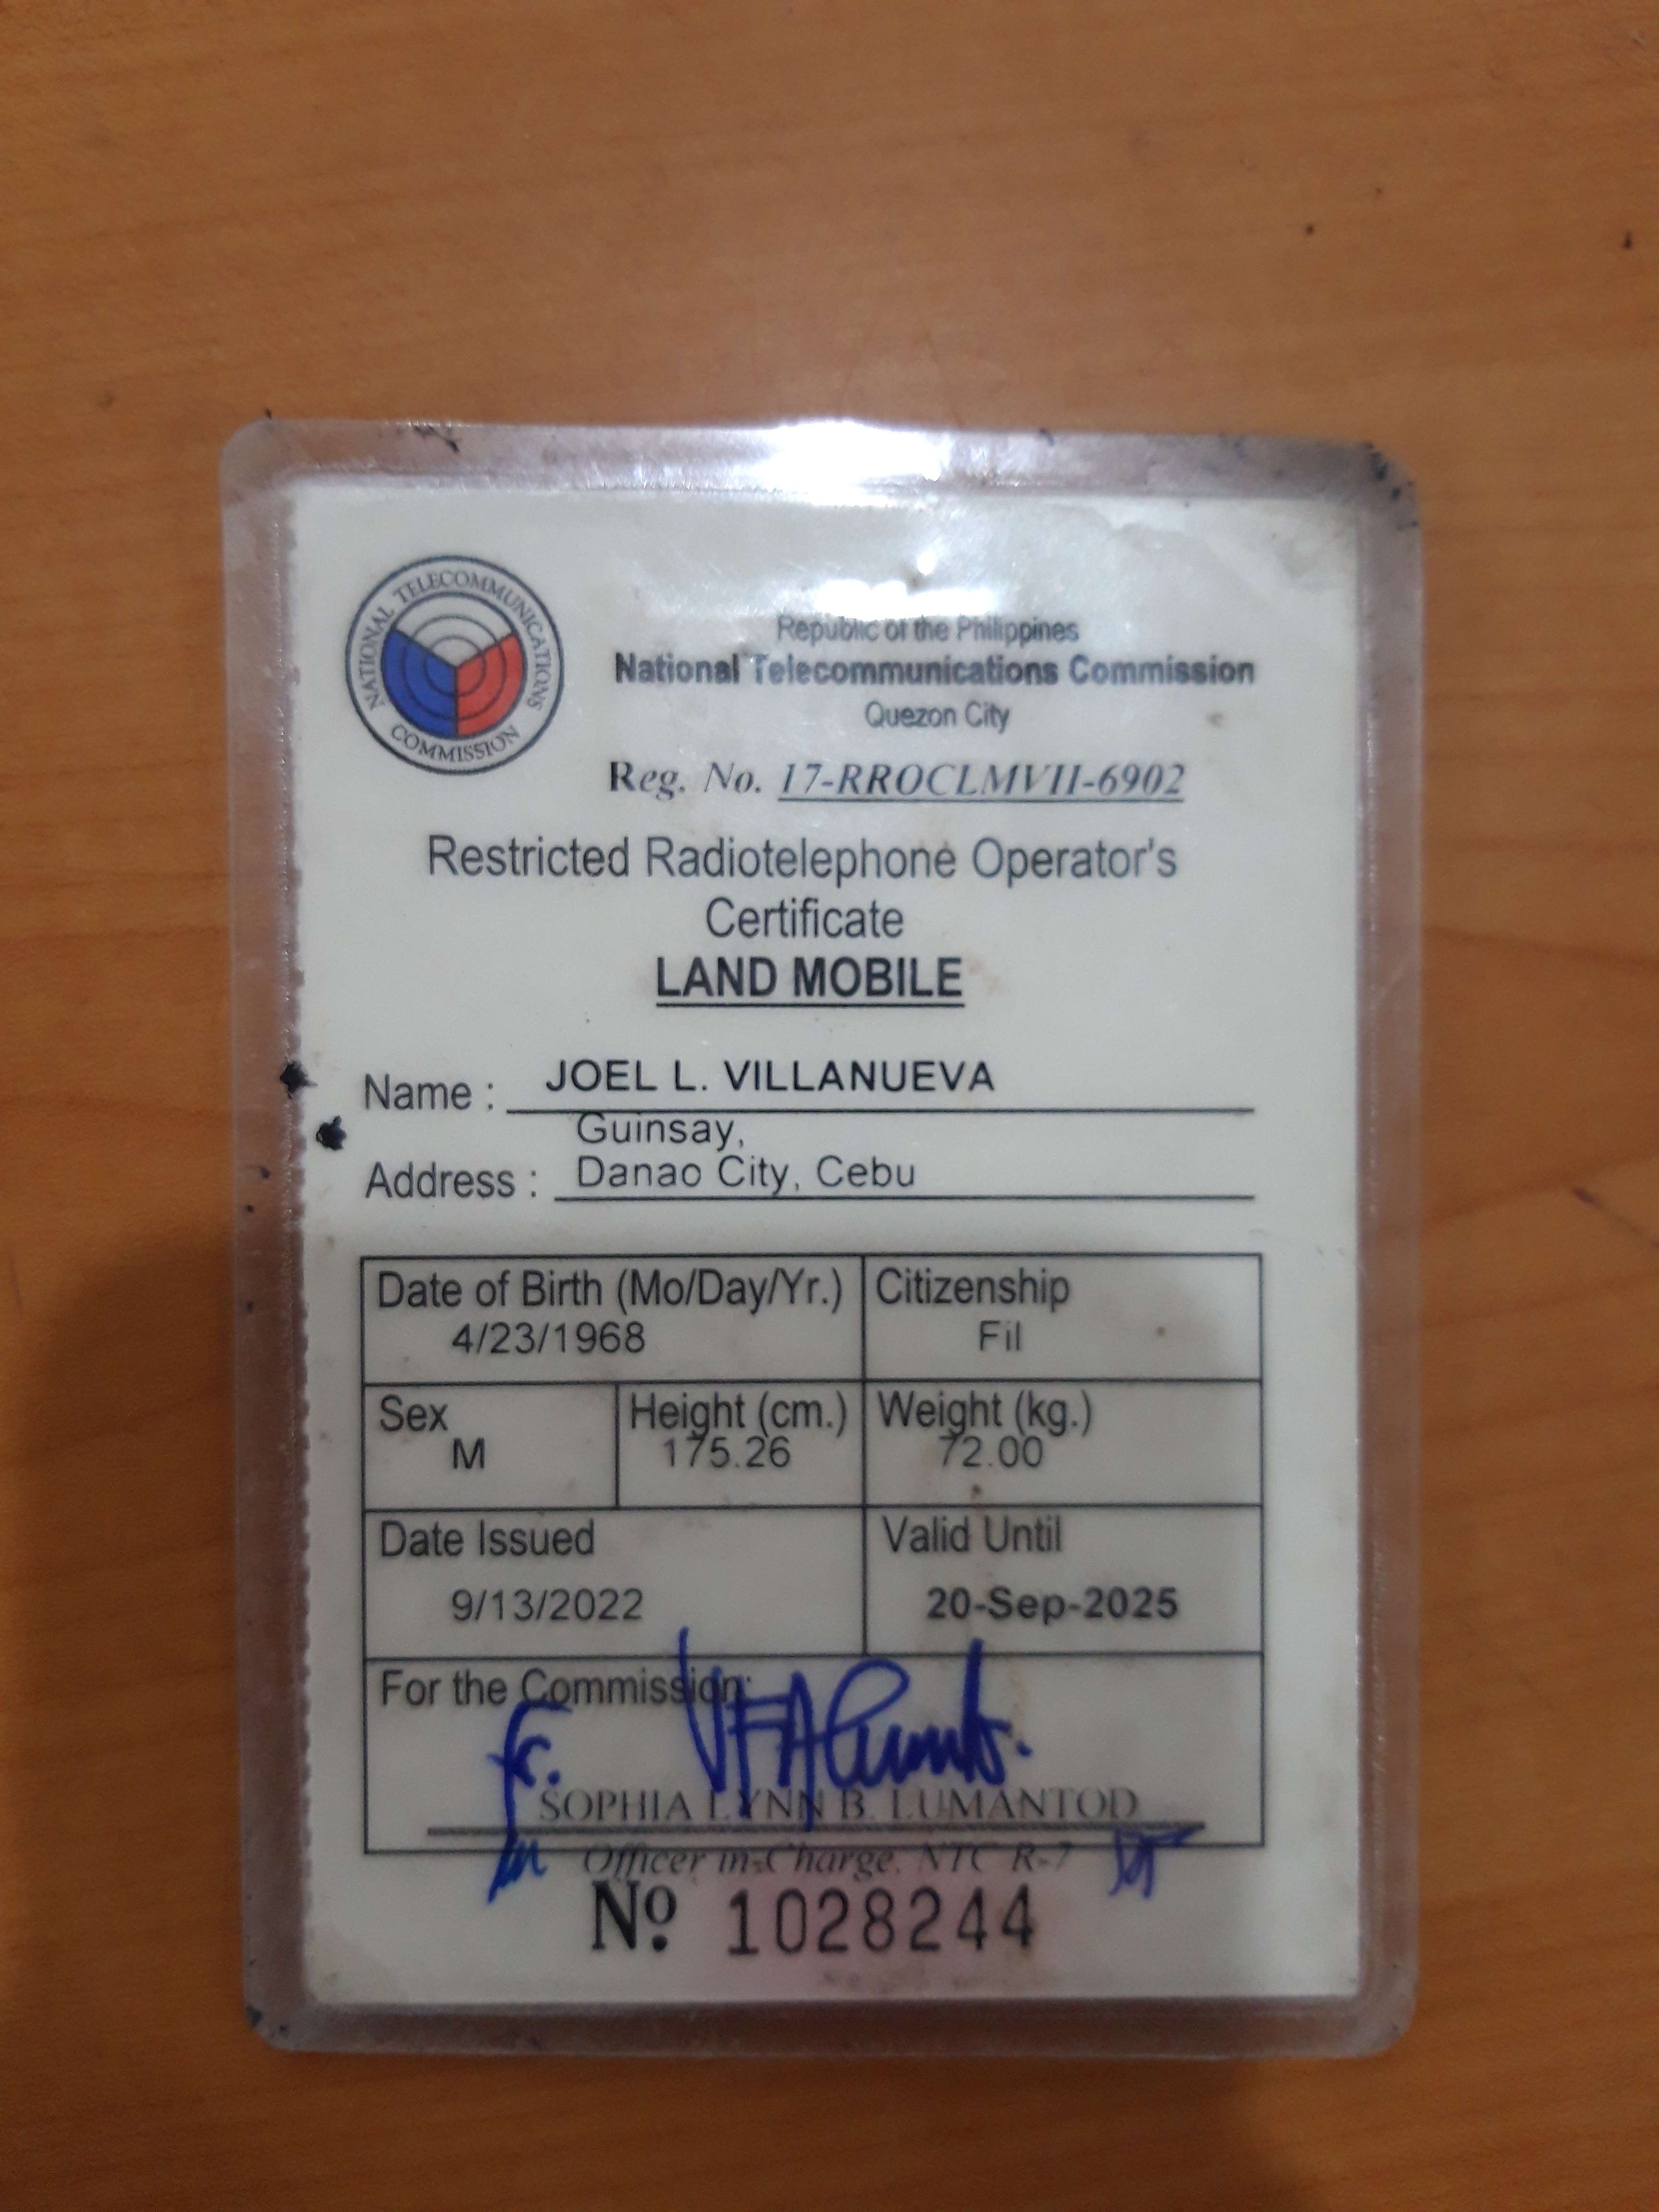 NATIONAL TELECOMMUNICATIONS COMMISSION
Republic of the Philippines
National Telecommunications Commission
Quezon City
Reg. No. 17-RROCLMVII-6902
Restricted Radiotelephone Operator's
Certificate
LAND MOBILE
Name : JOEL L. VILLANUEVA
Guinsay,
Address : Danao City, Cebu
Date of Birth (Mo/Day/Yr.) Citizenship
4/23/1968 Fil
Sex Height (cm.) Weight (kg.)
M 175.26 72.00
Date Issued Valid Until
9/13/2022 20-Sep-2025
For the Commission:
SOPHIA LYNN B. LUMANTOD
Officer in-Charge, NTC R-7
Nº 1028244